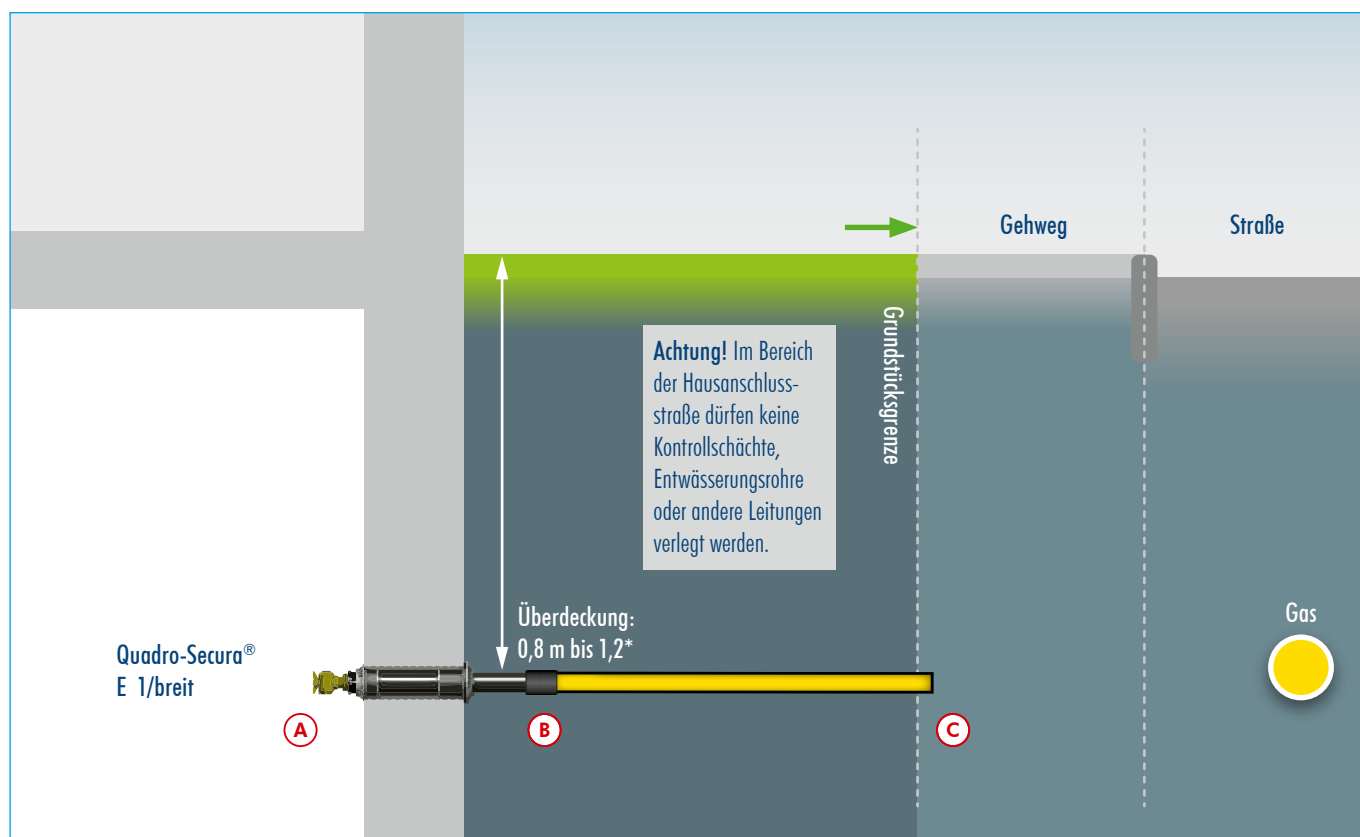 Gehweg
Straße
Grundstücksgrenze
Achtung! Im Bereich
der Hausanschluss-
straße dürfen keine
Kontrollschächte,
Entwässerungsrohre
oder andere Leitungen
verlegt werden.
Überdeckung:
0,8 m bis 1,2*
Gas
Quadro-Secura®
E 1/breit
A
B
C